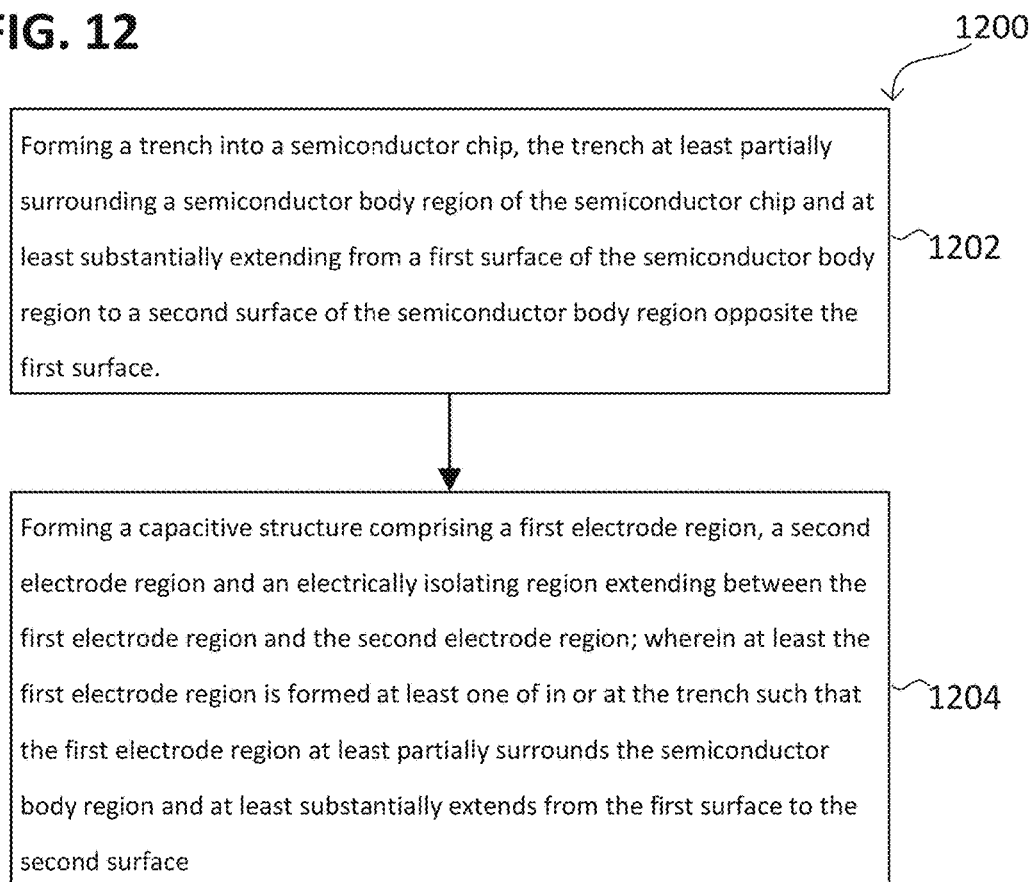 FIG. 12
1200
Forming a trench into a semiconductor chip, the trench at least partially
surrounding a semiconductor body region of the semiconductor chip and at
least substantially extending from a first surface of the semiconductor body
region to a second surface of the semiconductor body region opposite the
first surface.
1202
Forming a capacitive structure comprising a first electrode region, a second
electrode region and an electrically isolating region extending between the
first electrode region and the second electrode region; wherein at least the
first electrode region is formed at least one of in or at the trench such that
the first electrode region at least partially surrounds the semiconductor
body region and at least substantially extends from the first surface to the
second surface
1204